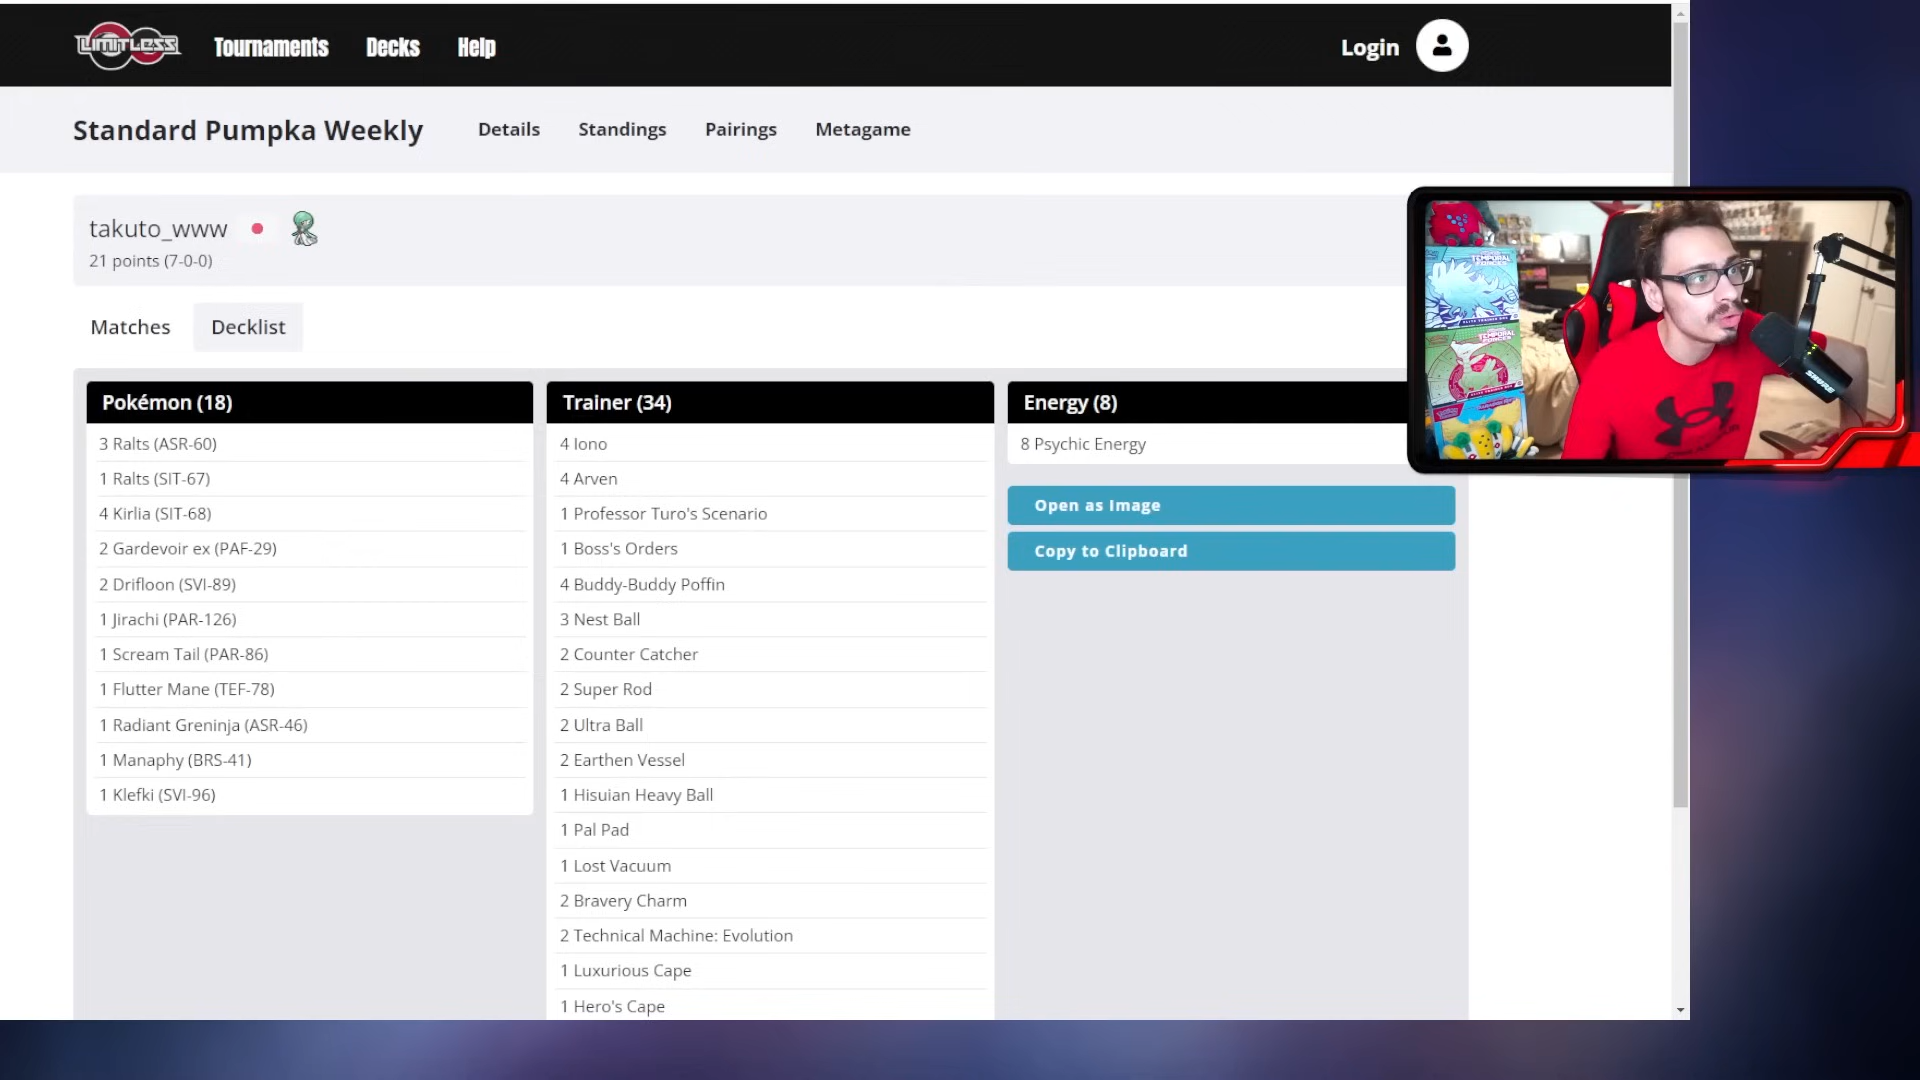 LIMITLESS
Tournaments
Decks
Help
Login
Standard Pumpka Weekly
Details
Standings
Pairings
Metagame
takuto_www
21 points (7-0-0)
Matches
Decklist
Pokémon (18)
3 Ralts (ASR-60)
1 Ralts (SIT-67)
4 Kirlia (SIT-68)
2 Gardevoir ex (PAF-29)
2 Drifloon (SVI-89)
1 Jirachi (PAR-126)
1 Scream Tail (PAR-86)
1 Flutter Mane (TEF-78)
1 Radiant Greninja (ASR-46)
1 Manaphy (BRS-41)
1 Klefki (SVI-96)
Trainer (34)
4 Iono
4 Arven
1 Professor Turo's Scenario
1 Boss's Orders
4 Buddy-Buddy Poffin
3 Nest Ball
2 Counter Catcher
2 Super Rod
2 Ultra Ball
2 Earthen Vessel
1 Hisuian Heavy Ball
1 Pal Pad
1 Lost Vacuum
2 Bravery Charm
2 Technical Machine: Evolution
1 Luxurious Cape
1 Hero's Cape
Energy (8)
8 Psychic Energy
Open as Image
Copy to Clipboard
TEMPORAL
FORCES
TEMPORAL
SHURE